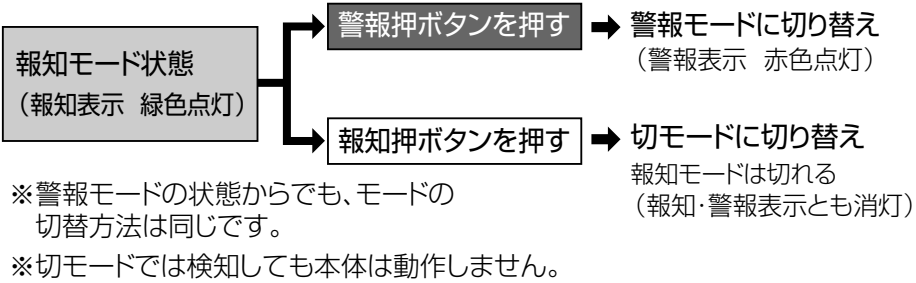 報知モード状態
（報知表示 緑色点灯）
警報押ボタンを押す
警報モードに切り替え
（警報表示 赤色点灯）
報知押ボタンを押す
切モードに切り替え
報知モードは切れる
（報知・警報表示とも消灯）
※警報モードの状態からでも、モードの
切替方法は同じです。
※切モードでは検知しても本体は動作しません。